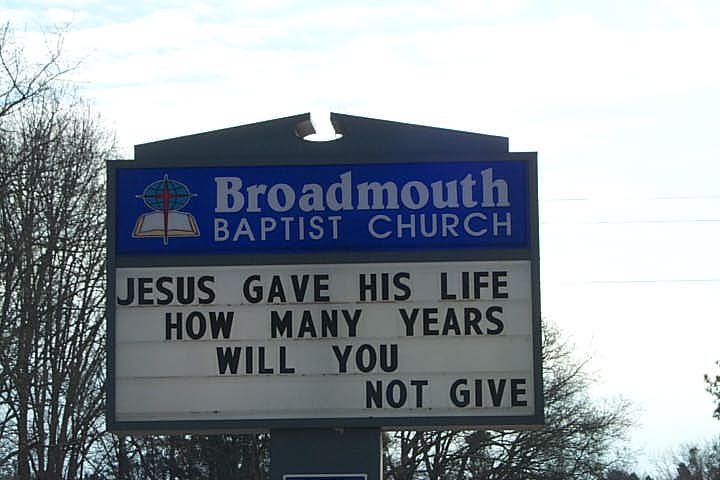 Broadmouth
BAPTIST CHURCH
JESUS GAVE HIS LIFE
HOW MANY YEARS
WILL YOU
NOT GIVE